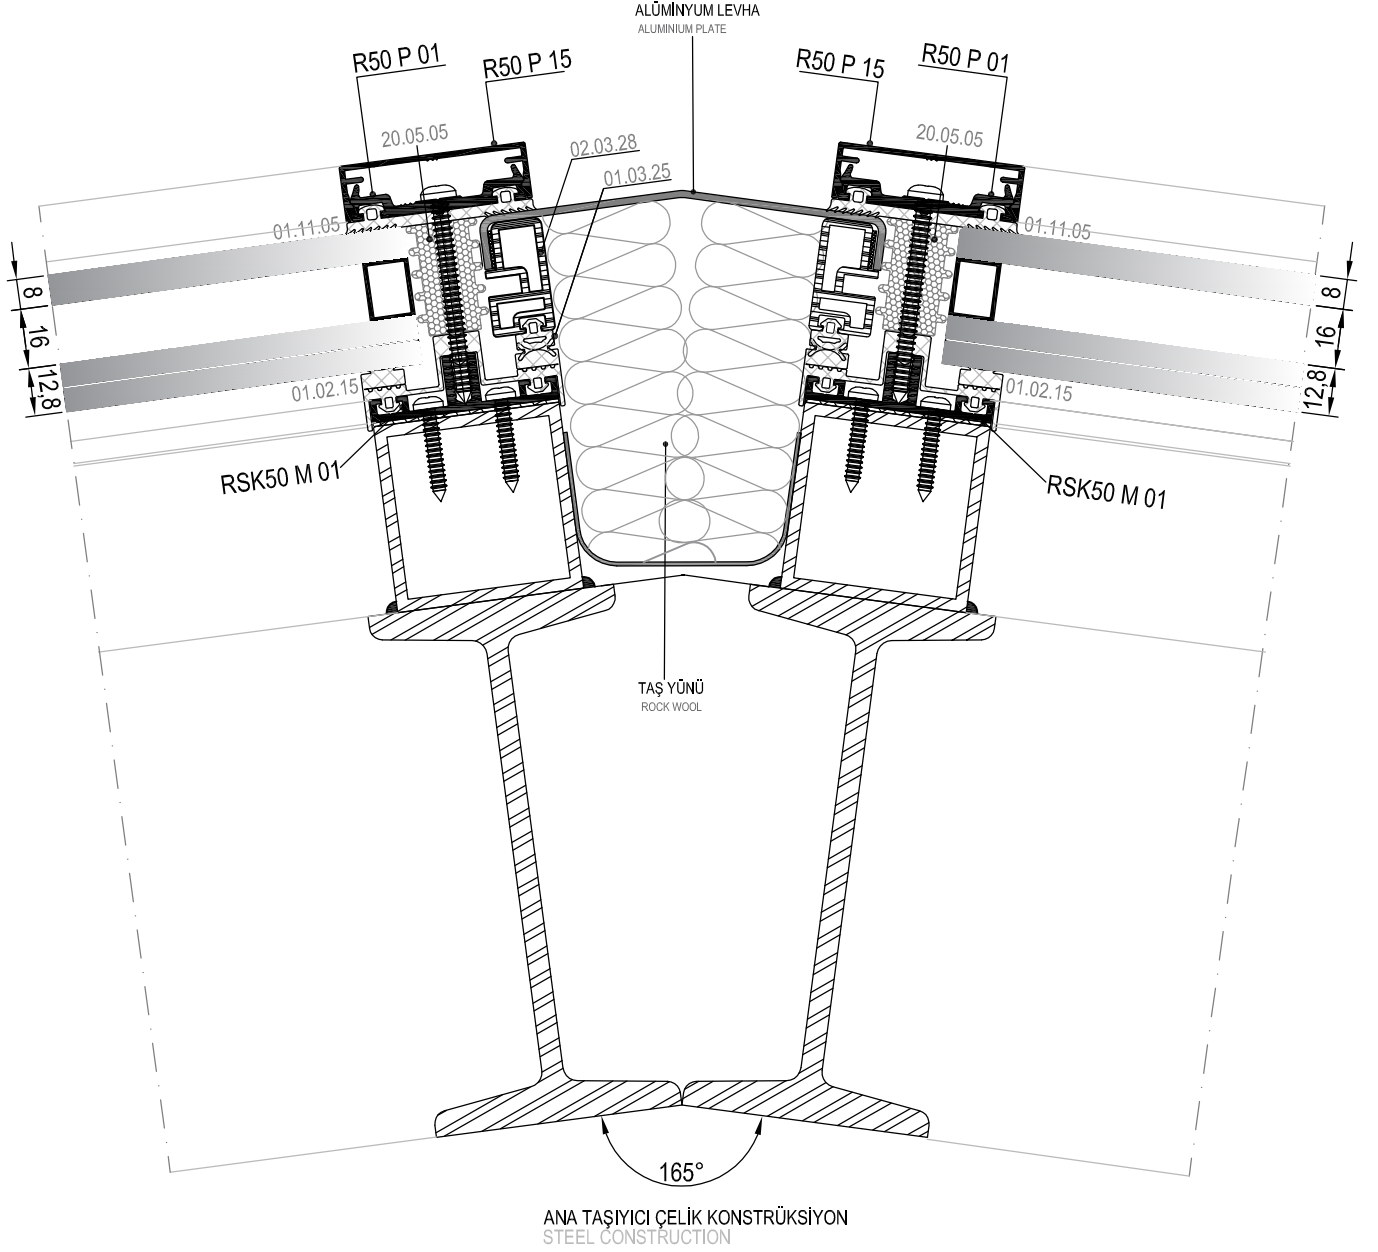 ALÜMİNYUM LEVHA
ALUMINIUM PLATE
R50 P 01
R50 P 15
R50 P 15
R50 P 01
20.05.05
02.03.28
01.03.25
20.05.05
01.11.05
01.11.05
8
16
12,8
8
16
12,8
01.02.15
01.02.15
RSK50 M 01
RSK50 M 01
TAŞ YÜNÜ
ROCK WOOL
165°
ANA TAŞIYICI ÇELİK KONSTRÜKSİYON
STEEL CONSTRUCTION